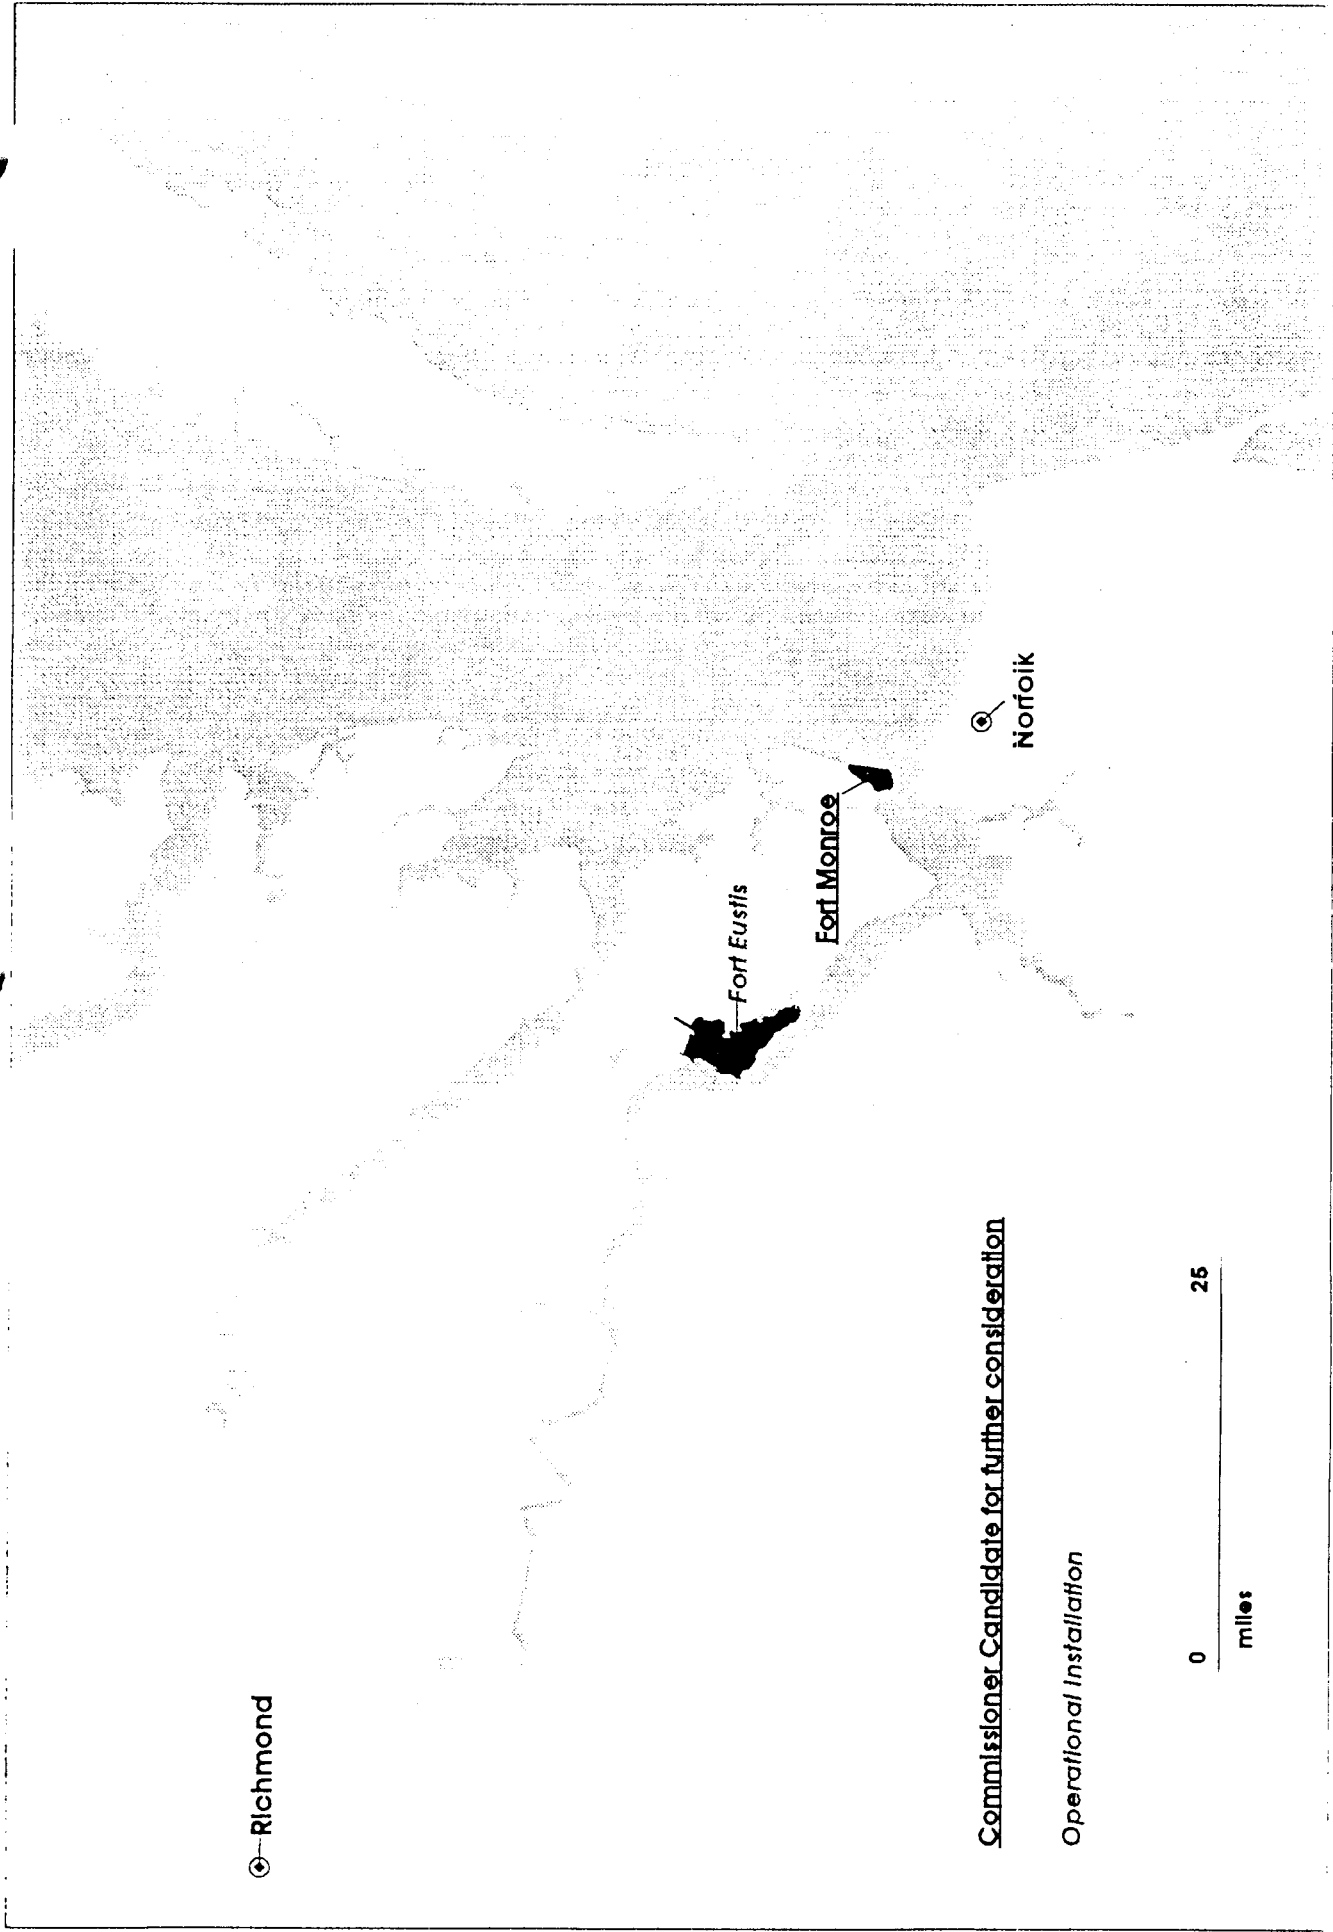 Richmond
Fort Eustis
Fort Monroe
Norfolk
Commissioner Candidate for further consideration
Operational Installation
0 25
miles